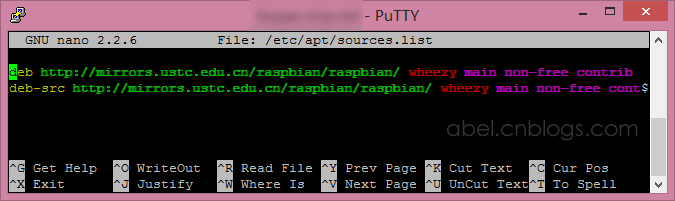 - PuTTY
GNU nano 2.2.6 File: /etc/apt/sources.list
deb http://mirrors.ustc.edu.cn/raspbian/raspbian/ wheezy main non-free contrib
deb-src http://mirrors.ustc.edu.cn/raspbian/raspbian/ wheezy main non-free cont$
abel.cnblogs.com
^G Get Help ^O WriteOut ^R Read File ^Y Prev Page ^K Cut Text ^C Cur Pos
^X Exit ^J Justify ^W Where Is ^V Next Page ^U UnCut Text ^T To Spell